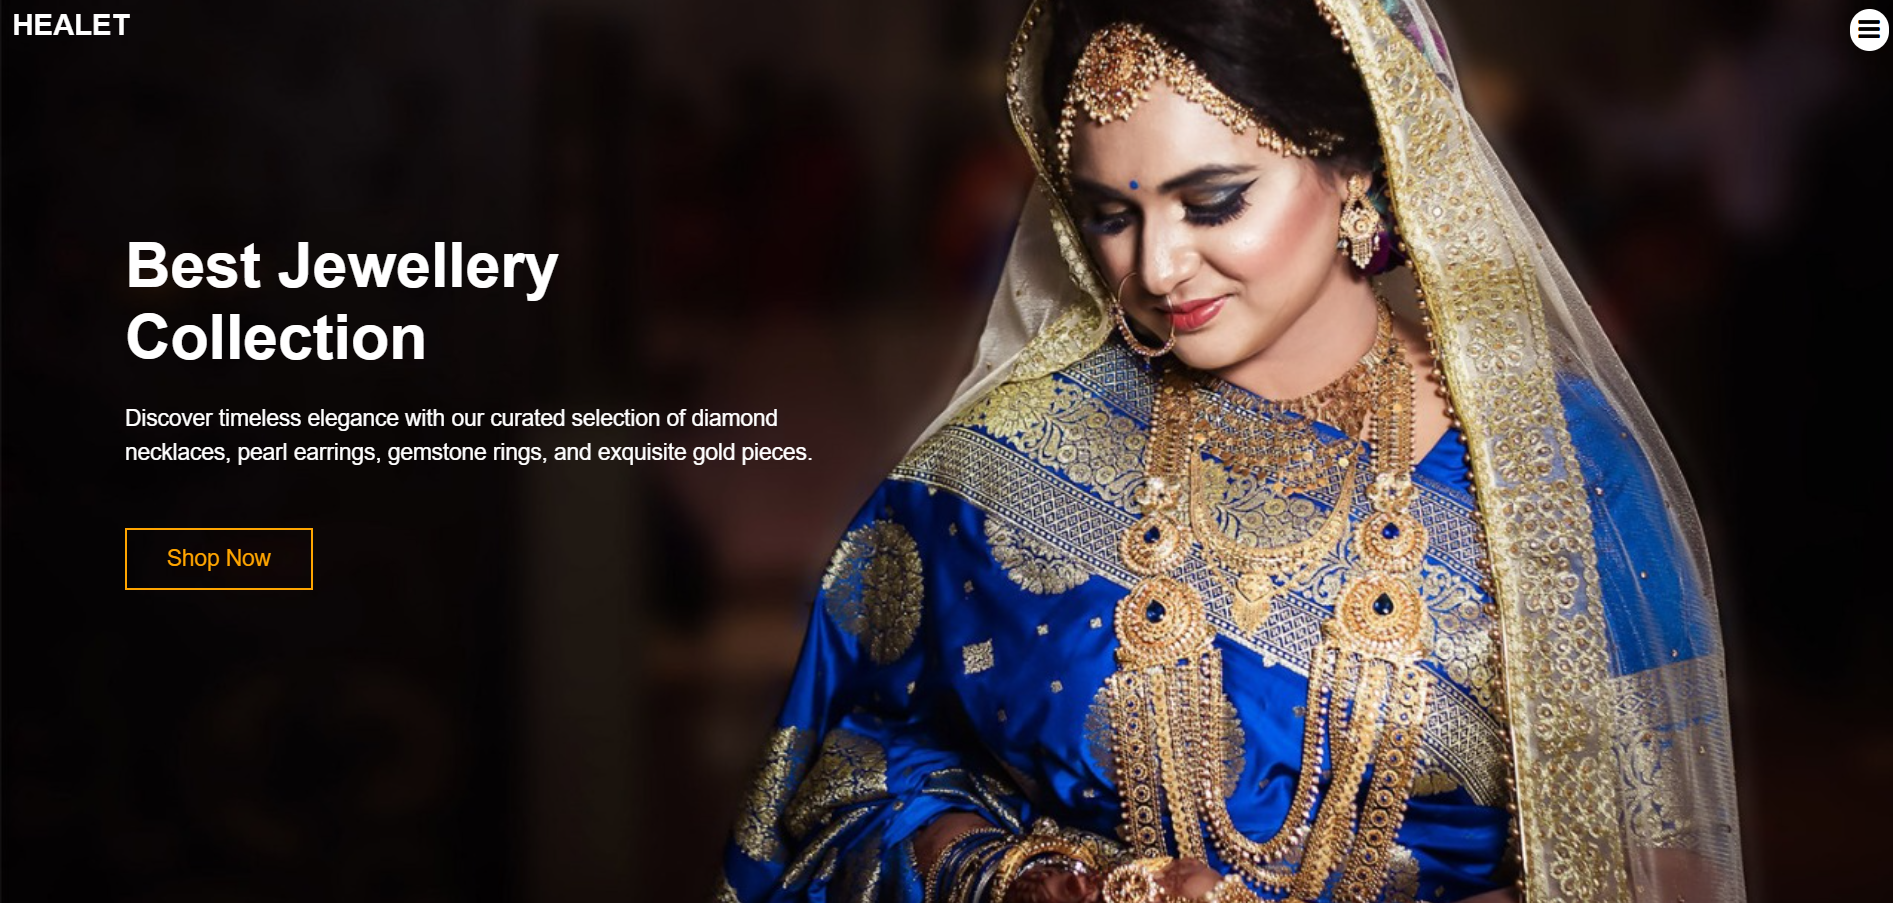 HEALET
Best Jewellery
Collection
Discover timeless elegance with our curated selection of diamond
necklaces, pearl earrings, gemstone rings, and exquisite gold pieces.
Shop Now